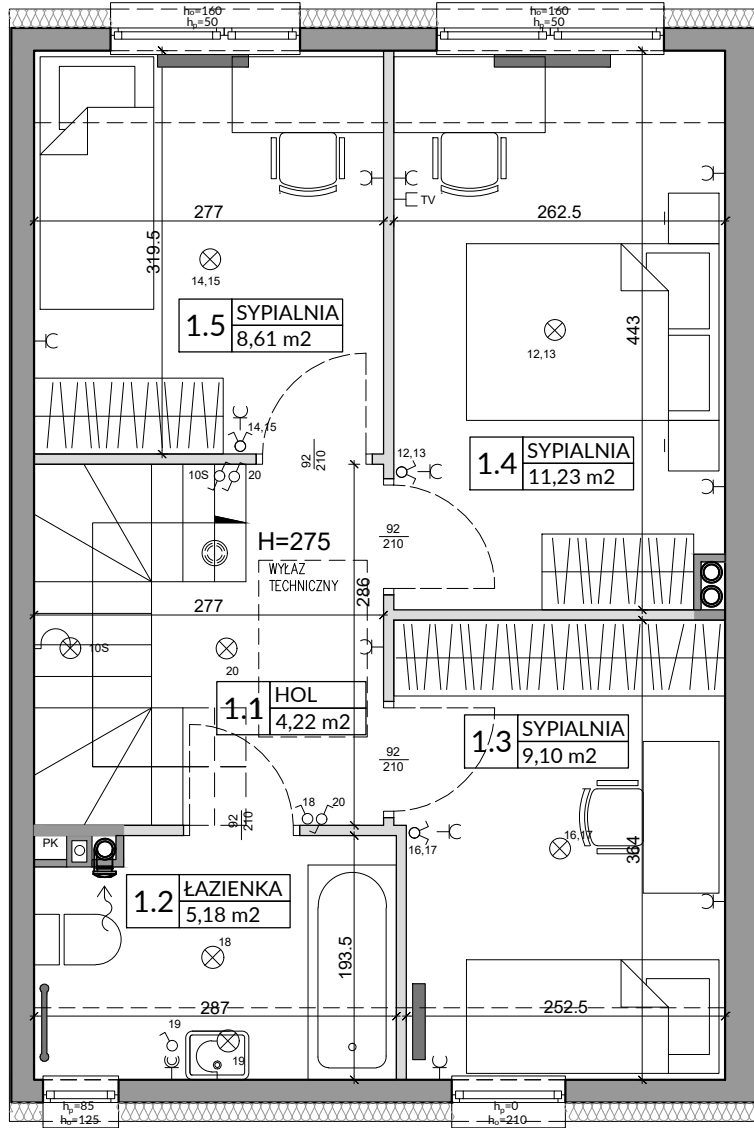 h₀=160
hₚ=50
h₀=160
hₚ=50
TV
277
262.5
319.5
14,15
1.5
SYPIALNIA
8,61 m2
12,13
443
14,15
92
210
12,13
1.4
SYPIALNIA
11,23 m2
10S
20
H=275
WYŁAZ
TECHNICZNY
92
210
286
277
10S
20
1.1
HOL
4,22 m2
1.3
SYPIALNIA
9,10 m2
92
210
92
210
18
20
PK
16,17
16,17
364
1.2
ŁAZIENKA
5,18 m2
18
193.5
287
252.5
19
19
hₚ=85
h₀=125
hₚ=0
h₀=210